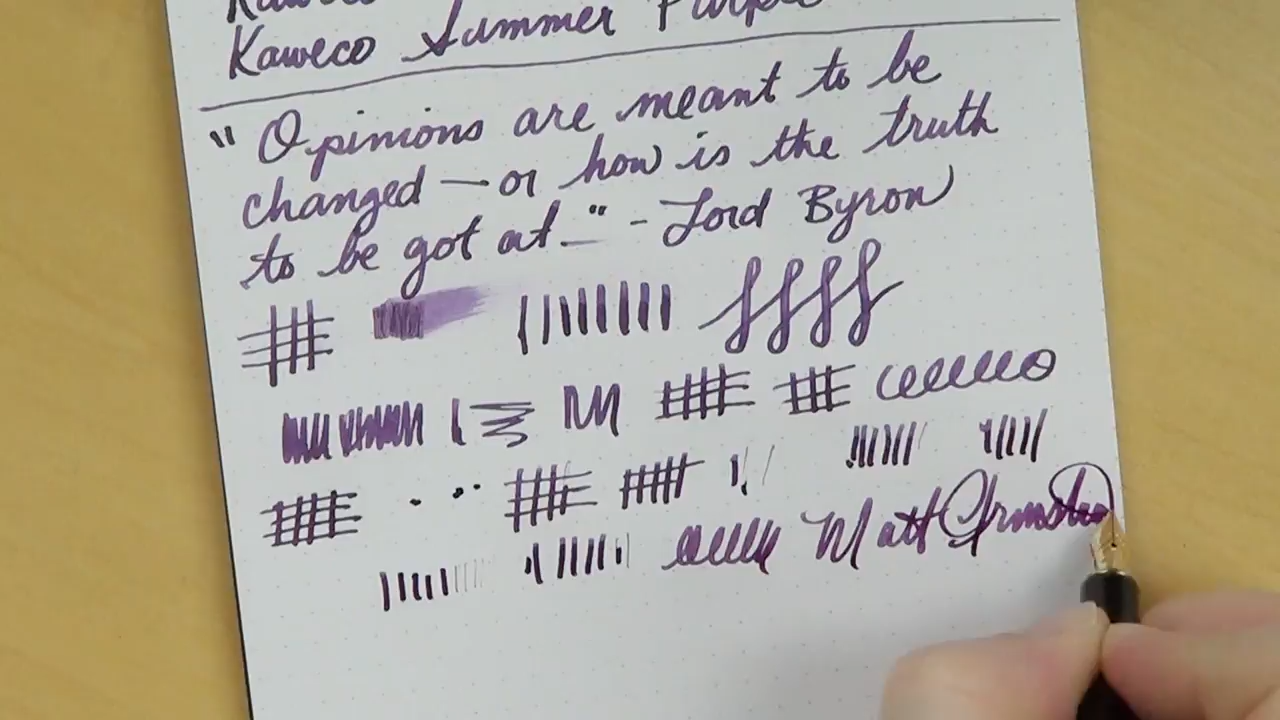 Kaweco
Kaweco Summer Purple
"Opinions are meant to be
changed — or how is the truth
to be got at..." - Lord Byron
Matt